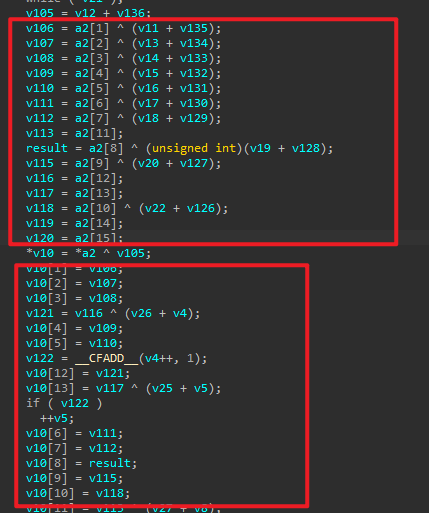 while ( v21 );
v105 = v12 + v136;
v106 = a2[1] ^ (v11 + v135);
v107 = a2[2] ^ (v13 + v134);
v108 = a2[3] ^ (v14 + v133);
v109 = a2[4] ^ (v15 + v132);
v110 = a2[5] ^ (v16 + v131);
v111 = a2[6] ^ (v17 + v130);
v112 = a2[7] ^ (v18 + v129);
v113 = a2[11];
result = a2[8] ^ (unsigned int)(v19 + v128);
v115 = a2[9] ^ (v20 + v127);
v116 = a2[12];
v117 = a2[13];
v118 = a2[10] ^ (v22 + v126);
v119 = a2[14];
v120 = a2[15];
*v10 = *a2 ^ v105;
v10[1] = v106;
v10[2] = v107;
v10[3] = v108;
v121 = v116 ^ (v26 + v4);
v10[4] = v109;
v10[5] = v110;
v122 = __CFADD__(v4++, 1);
v10[12] = v121;
v10[13] = v117 ^ (v25 + v5);
if ( v122 )
++v5;
v10[6] = v111;
v10[7] = v112;
v10[8] = result;
v10[9] = v115;
v10[10] = v118;
v10[11] = v113 ^ (v27 + v8);